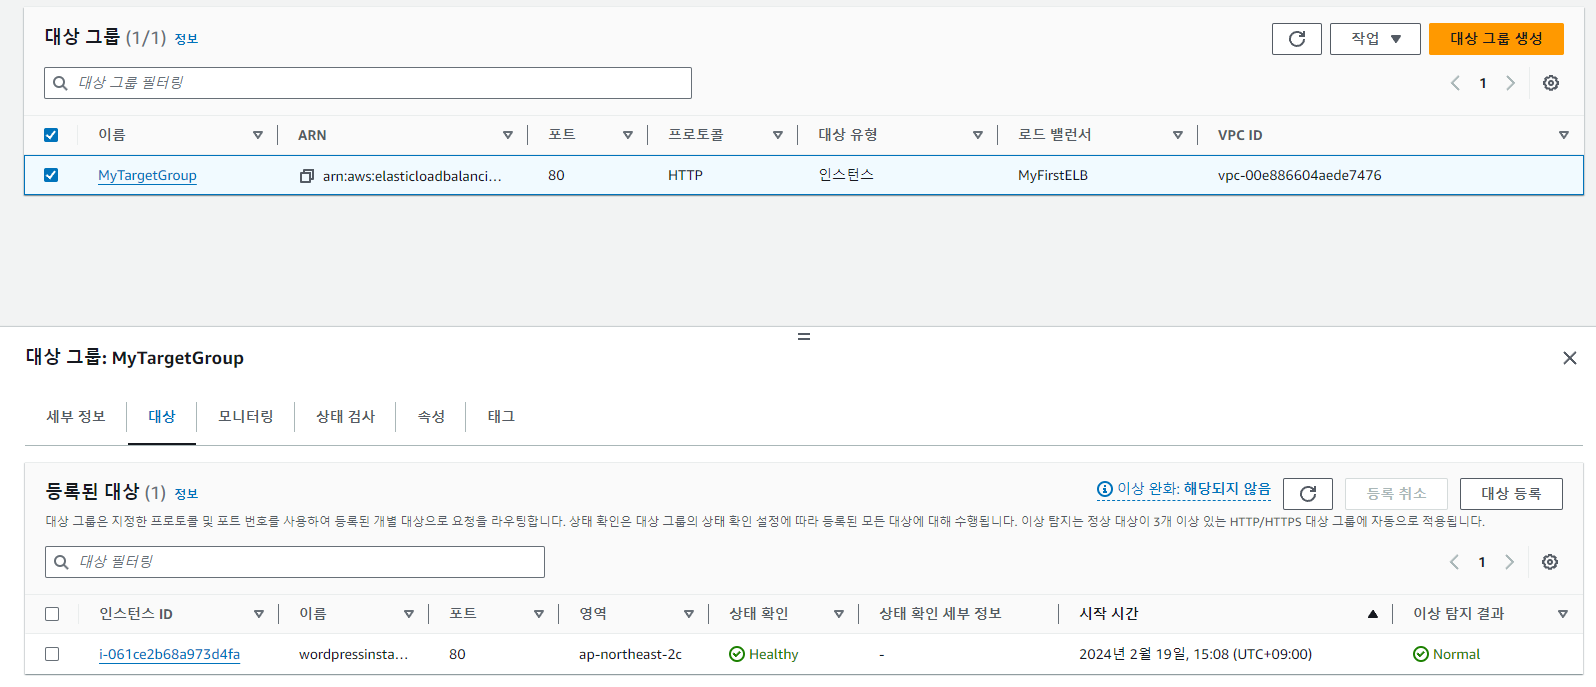 대상 그룹 (1/1) 정보
작업
대상 그룹 생성
대상 그룹 필터링
1
이름 ARN 포트 프로토콜 대상 유형 로드 밸런서 VPC ID
MyTargetGroup arn:aws:elasticloadbalanci... 80 HTTP 인스턴스 MyFirstELB vpc-00e886604aede7476
대상 그룹: MyTargetGroup
세부 정보 대상 모니터링 상태 검사 속성 태그
등록된 대상 (1) 정보
이상 완화: 해당되지 않음
등록 취소
대상 등록
대상 그룹은 지정한 프로토콜 및 포트 번호를 사용하여 등록된 개별 대상으로 요청을 라우팅합니다. 상태 확인은 대상 그룹의 상태 확인 설정에 따라 등록된 모든 대상에 대해 수행됩니다. 이상 탐지는 정상 대상이 3개 이상 있는 HTTP/HTTPS 대상 그룹에 자동으로 적용됩니다.
대상 필터링
1
인스턴스 ID 이름 포트 영역 상태 확인 상태 확인 세부 정보 시작 시간 이상 탐지 결과
i-061ce2b68a973d4fa wordpressinsta... 80 ap-northeast-2c Healthy - 2024년 2월 19일, 15:08 (UTC+09:00) Normal